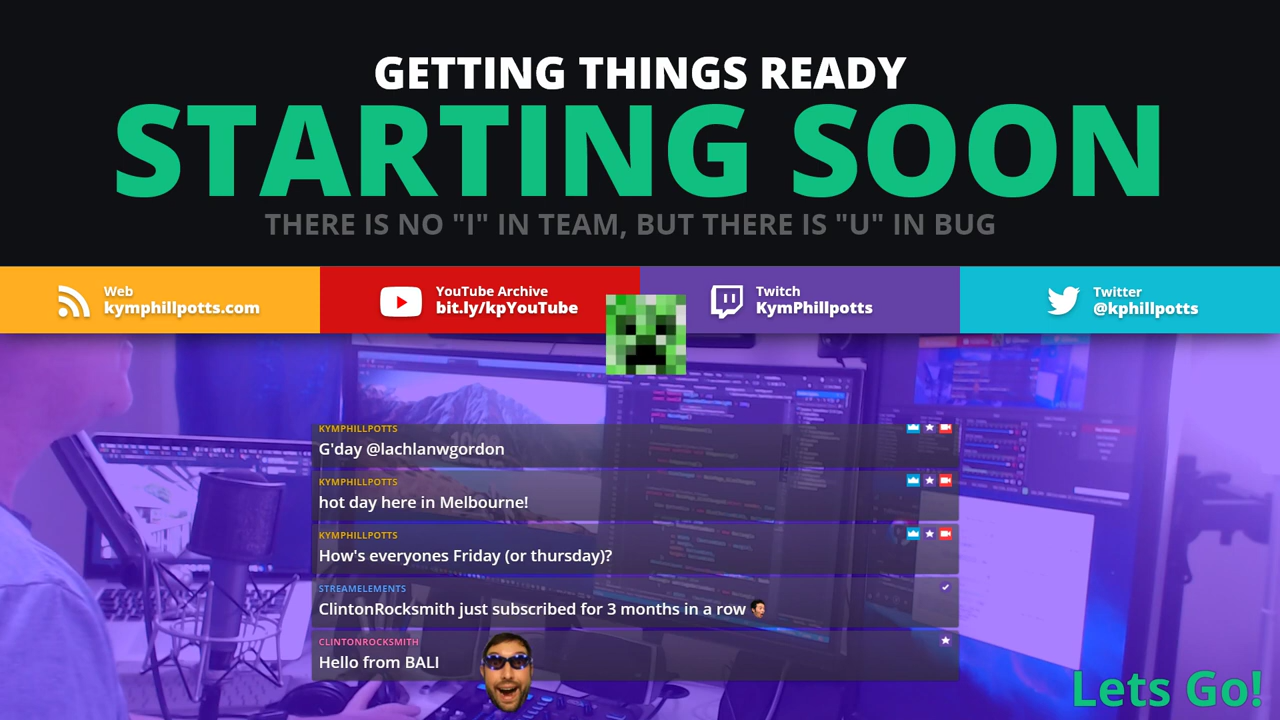 GETTING THINGS READY
STARTING SOON
THERE IS NO "I" IN TEAM, BUT THERE IS "U" IN BUG
Web
kymphillpotts.com
YouTube Archive
bit.ly/kpYouTube
Twitch
KymPhillpotts
Twitter
@kphillpotts
KYMPHILLPOTTS
G'day @lachlanwgordon
KYMPHILLPOTTS
hot day here in Melbourne!
KYMPHILLPOTTS
How's everyones Friday (or thursday)?
STREAMELEMENTS
ClintonRocksmith just subscribed for 3 months in a row
CLINTONROCKSMITH
Hello from BALI
Lets Go!